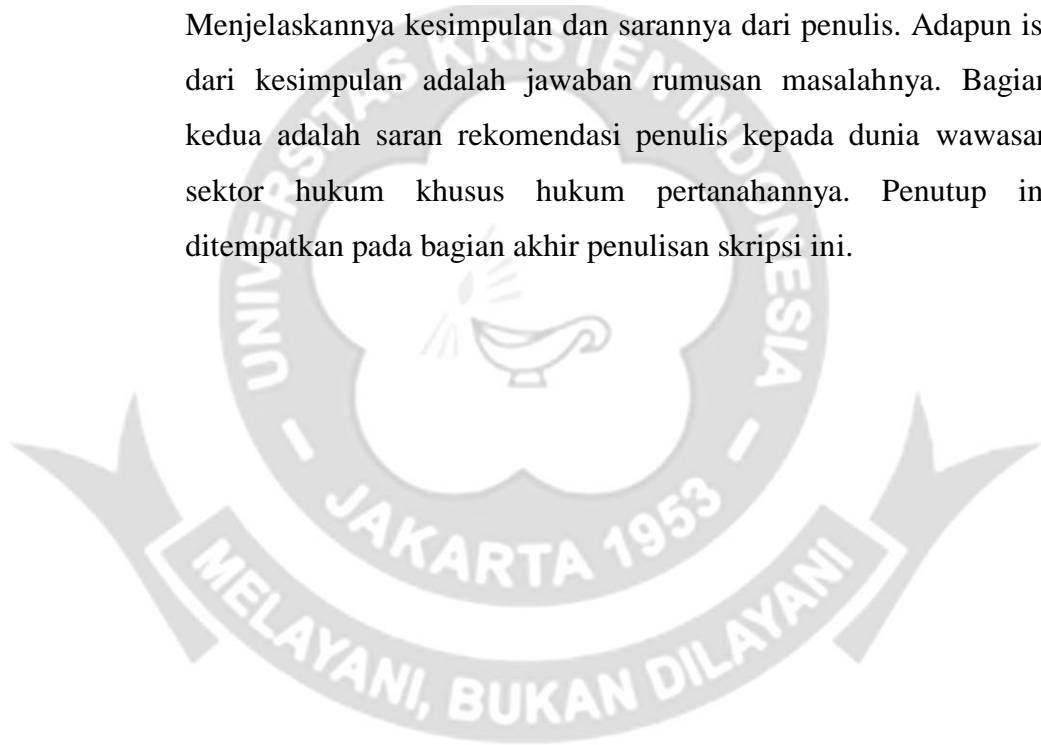 Menjelaskannya kesimpulan dan sarannya dari penulis. Adapun is
dari kesimpulan adalah jawaban rumusan masalahnya. Bagian
kedua adalah saran rekomendasi penulis kepada dunia wawasan
sektor hukum khusus hukum pertanahannya. Penutup in
ditempatkan pada bagian akhir penulisan skripsi ini.
UNIVERSITAS KRISTEN INDONESIA
JAKARTA 1953
MELAYANI, BUKAN DILAYANI